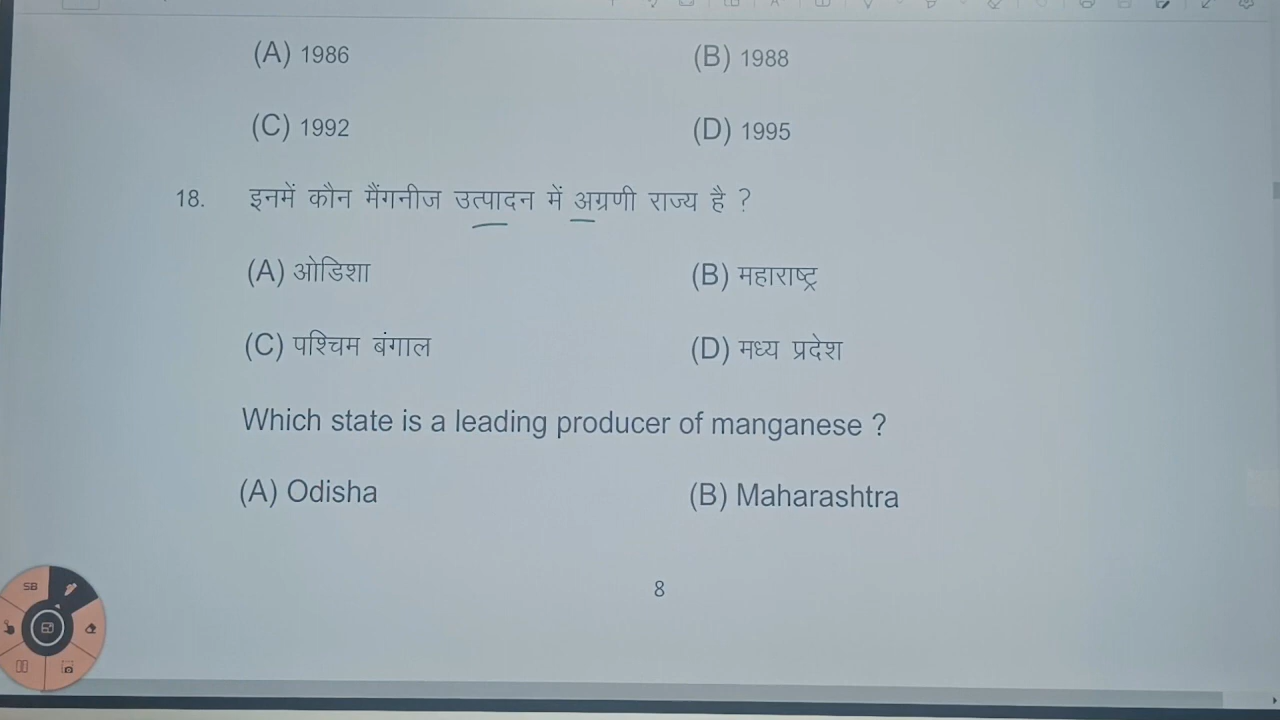 (A) 1986 (B) 1988
(C) 1992 (D) 1995
18. इनमें कौन मैंगनीज उत्पादन में अग्रणी राज्य है ?
(A) ओडिशा (B) महाराष्ट्र
(C) पश्चिम बंगाल (D) मध्य प्रदेश
Which state is a leading producer of manganese ?
(A) Odisha (B) Maharashtra
8
SB